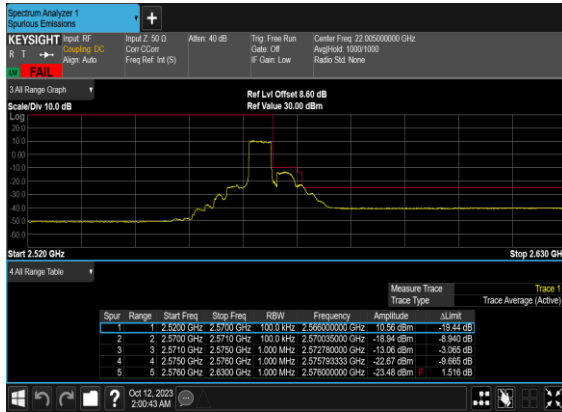 Spectrum Analyzer 1
Spurious Emissions
KEYSIGHT
R T
LXI
FAIL
Input: RF
Coupling: DC
Align: Auto
Input Z: 50 Ω
Corr CCorr
Freq Ref: Int (S)
Atten: 40 dB
Trig: Free Run
Gate: Off
IF Gain: Low
Center Freq: 22.005000000 GHz
Avg|Hold: 1000/1000
Radio Std: None
3 All Range Graph
Scale/Div 10.0 dB
Ref Lvl Offset 8.60 dB
Ref Value 30.00 dBm
Log
20.0
10.0
0.00
-10.0
-20.0
-30.0
-40.0
-50.0
-60.0
Start 2.520 GHz
Stop 2.630 GH
4 All Range Table
Measure Trace Trace 1
Trace Type Trace Average (Active)
Spur Range Start Freq Stop Freq RBW Frequency Amplitude ΔLimit
1 1 2.5200 GHz 2.5700 GHz 100.0 kHz 2.566000000 GHz 10.56 dBm -19.44 dB
2 2 2.5700 GHz 2.5710 GHz 100.0 kHz 2.570035000 GHz -18.94 dBm -8.940 dB
3 3 2.5710 GHz 2.5750 GHz 1.000 MHz 2.572780000 GHz -13.06 dBm -3.065 dB
4 4 2.5750 GHz 2.5760 GHz 1.000 MHz 2.575793333 GHz -22.67 dBm -9.665 dB
5 5 2.5760 GHz 2.6300 GHz 1.000 MHz 2.576000000 GHz -23.48 dBm F 1.516 dB
Oct 12, 2023
2:00:43 AM